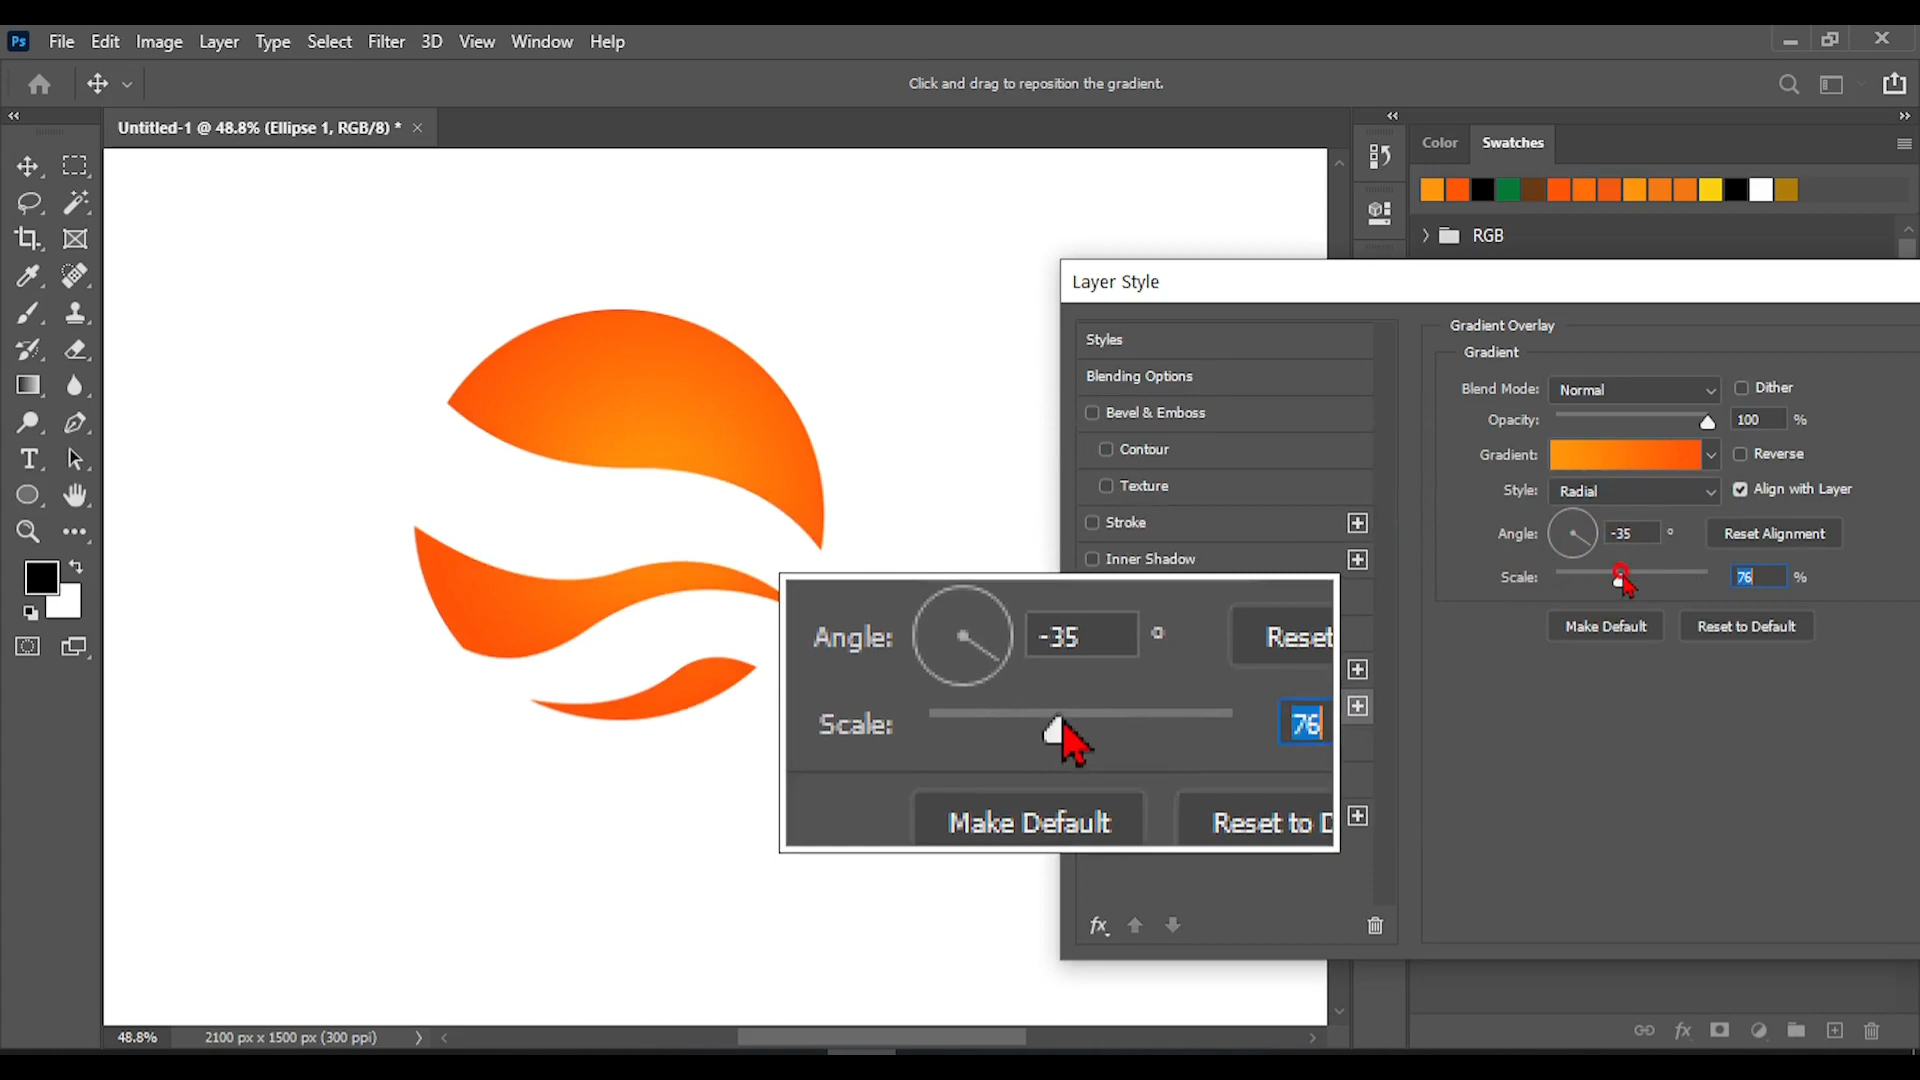 Ps File Edit Image Layer Type Select Filter 3D View Window Help
Click and drag to reposition the gradient.
Untitled-1 @ 48.8% (Ellipse 1, RGB/8) *
Color Swatches
RGB
Layer Style
Styles
Blending Options
Bevel & Emboss
Contour
Texture
Stroke
Inner Shadow
Gradient Overlay
Gradient
Blend Mode: Normal Dither
Opacity: 100 %
Gradient: Reverse
Style: Radial Align with Layer
Angle: -35 ° Reset Alignment
Scale: 76 %
Make Default Reset to Default
Angle: -35 ° Reset
Scale: 76
Make Default Reset to D
fx
48.8% 2100 px x 1500 px (300 ppi)
fx